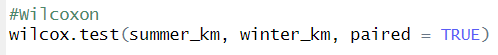 #Wilcoxon
wilcox.test(summer_km, winter_km, paired = TRUE)